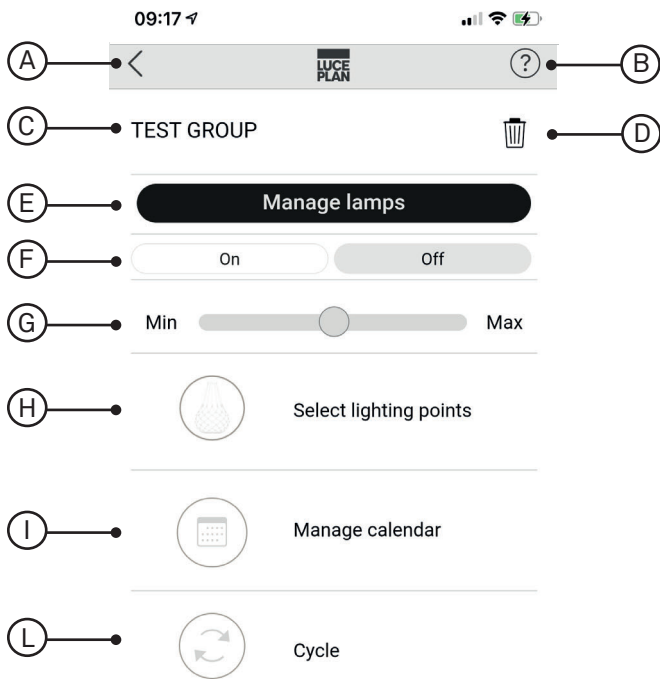 09:17
A
LUCE
PLAN
?
B
C
TEST GROUP
D
E
Manage lamps
F
On
Off
G
Min
Max
H
Select lighting points
I
Manage calendar
L
Cycle